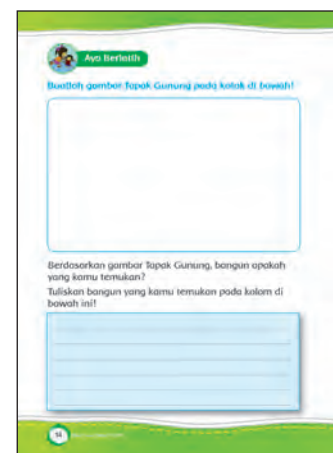 Ayo Berlatih
Buatlah gambar Tapak Gunung pada kotak di bawah!
Berdasarkan gambar Tapak Gunung, bangun apakah
yang kamu temukan?
Tuliskan bangun yang kamu temukan pada kolom di
bawah ini!